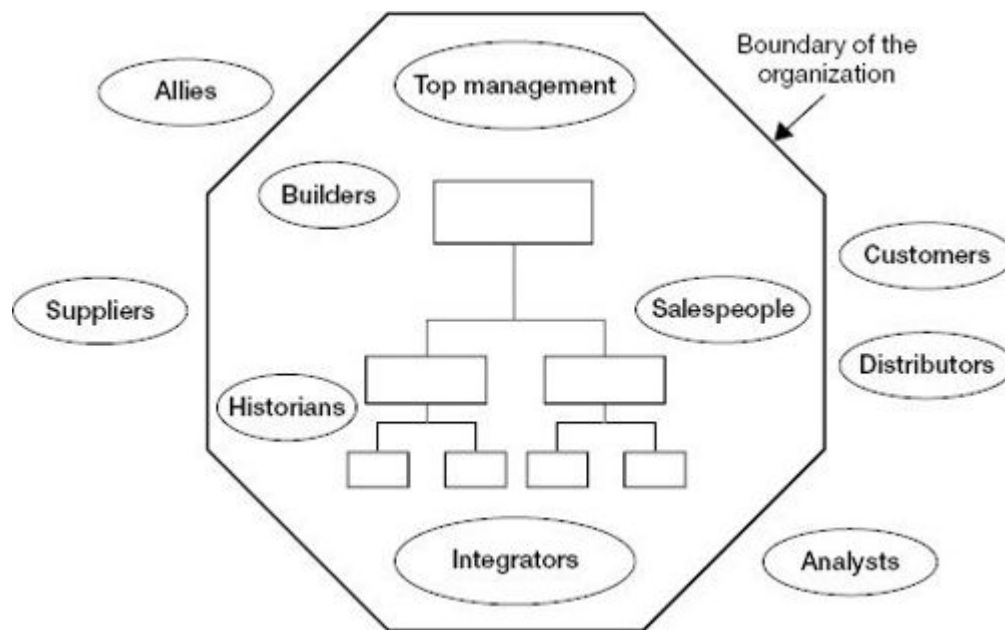 Boundary of the
organization
Allies
Top management
Builders
Customers
Suppliers
Salespeople
Distributors
Historians
Integrators
Analysts